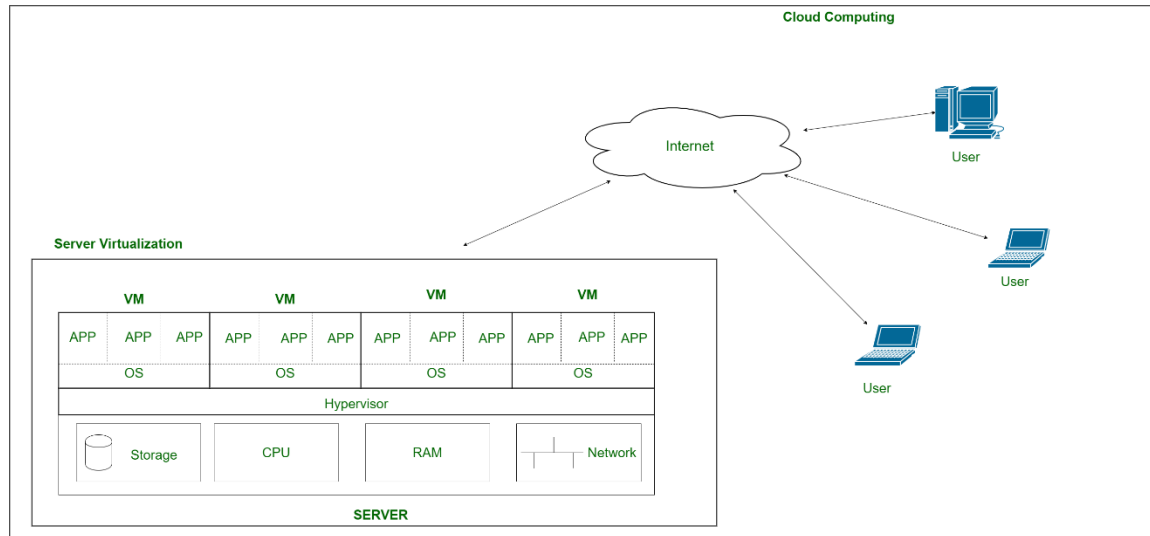 Cloud Computing
Internet
User
User
User
Server Virtualization
VM VM VM VM
APP APP APP APP APP APP APP APP APP APP APP APP
OS OS OS OS
Hypervisor
Storage CPU RAM Network
SERVER